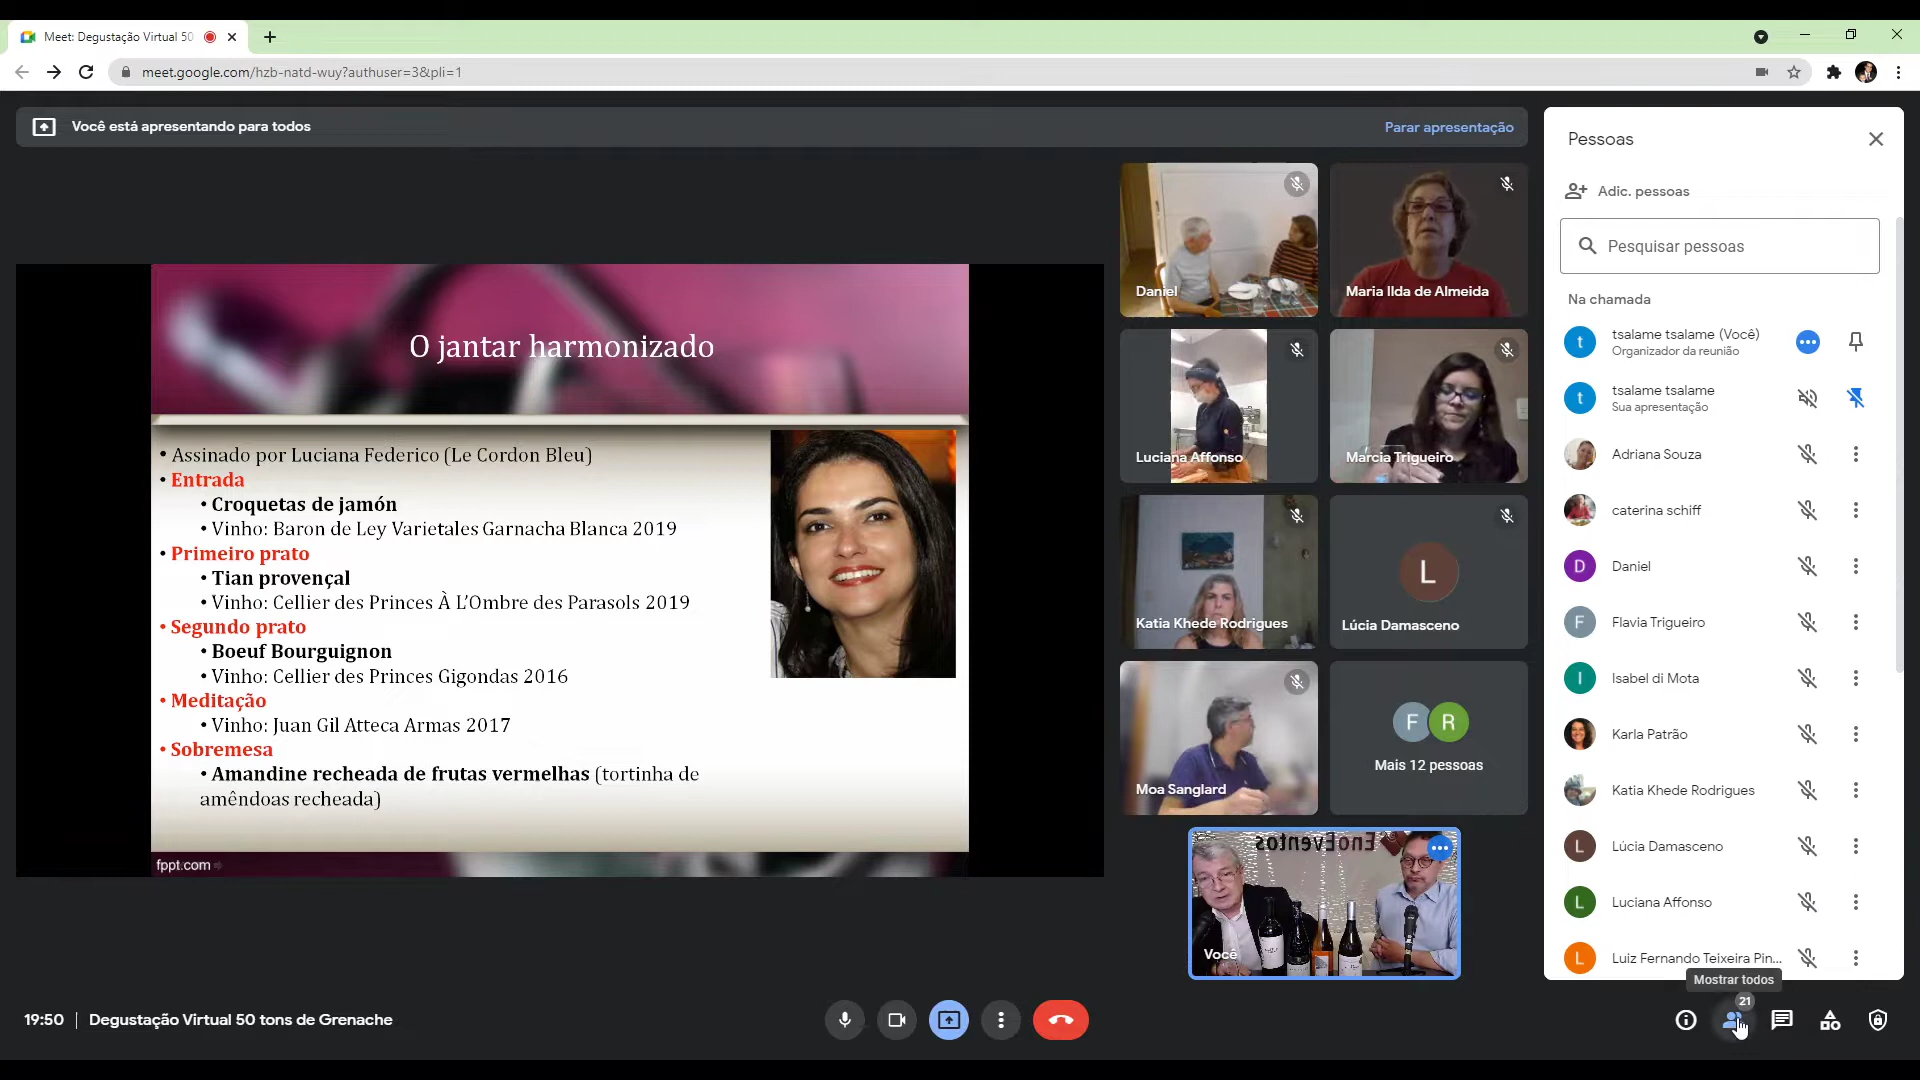 Meet: Degustação Virtual 50
meet.google.com/hzb-natd-wuy?authuser=3&pli=1
Você está apresentando para todos
Parar apresentação
O jantar harmonizado
• Assinado por Luciana Federico (Le Cordon Bleu)
• Entrada
• Croquetas de jamón
• Vinho: Baron de Ley Varietales Garnacha Blanca 2019
• Primeiro prato
• Tian provençal
• Vinho: Cellier des Princes À L’Ombre des Parasols 2019
• Segundo prato
• Boeuf Bourguignon
• Vinho: Cellier des Princes Gigondas 2016
• Meditação
• Vinho: Juan Gil Atteca Armas 2017
• Sobremesa
• Amandine recheada de frutas vermelhas (tortinha de
amêndoas recheada)
fppt.com
Daniel
Maria Ilda de Almeida
Luciana Affonso
Márcia Trigueiro
Katia Khede Rodrigues
L
Lúcia Damasceno
Moa Sanglard
F R
Mais 12 pessoas
EnoEventos
Você
Pessoas
Adic. pessoas
Pesquisar pessoas
Na chamada
t
tsalame tsalame (Você)
Organizador da reunião
t
tsalame tsalame
Sua apresentação
Adriana Souza
caterina schiff
D
Daniel
F
Flavia Trigueiro
I
Isabel di Mota
Karla Patrão
Katia Khede Rodrigues
L
Lúcia Damasceno
L
Luciana Affonso
L
Luiz Fernando Teixeira Pin...
Mostrar todos
21
19:50 | Degustação Virtual 50 tons de Grenache